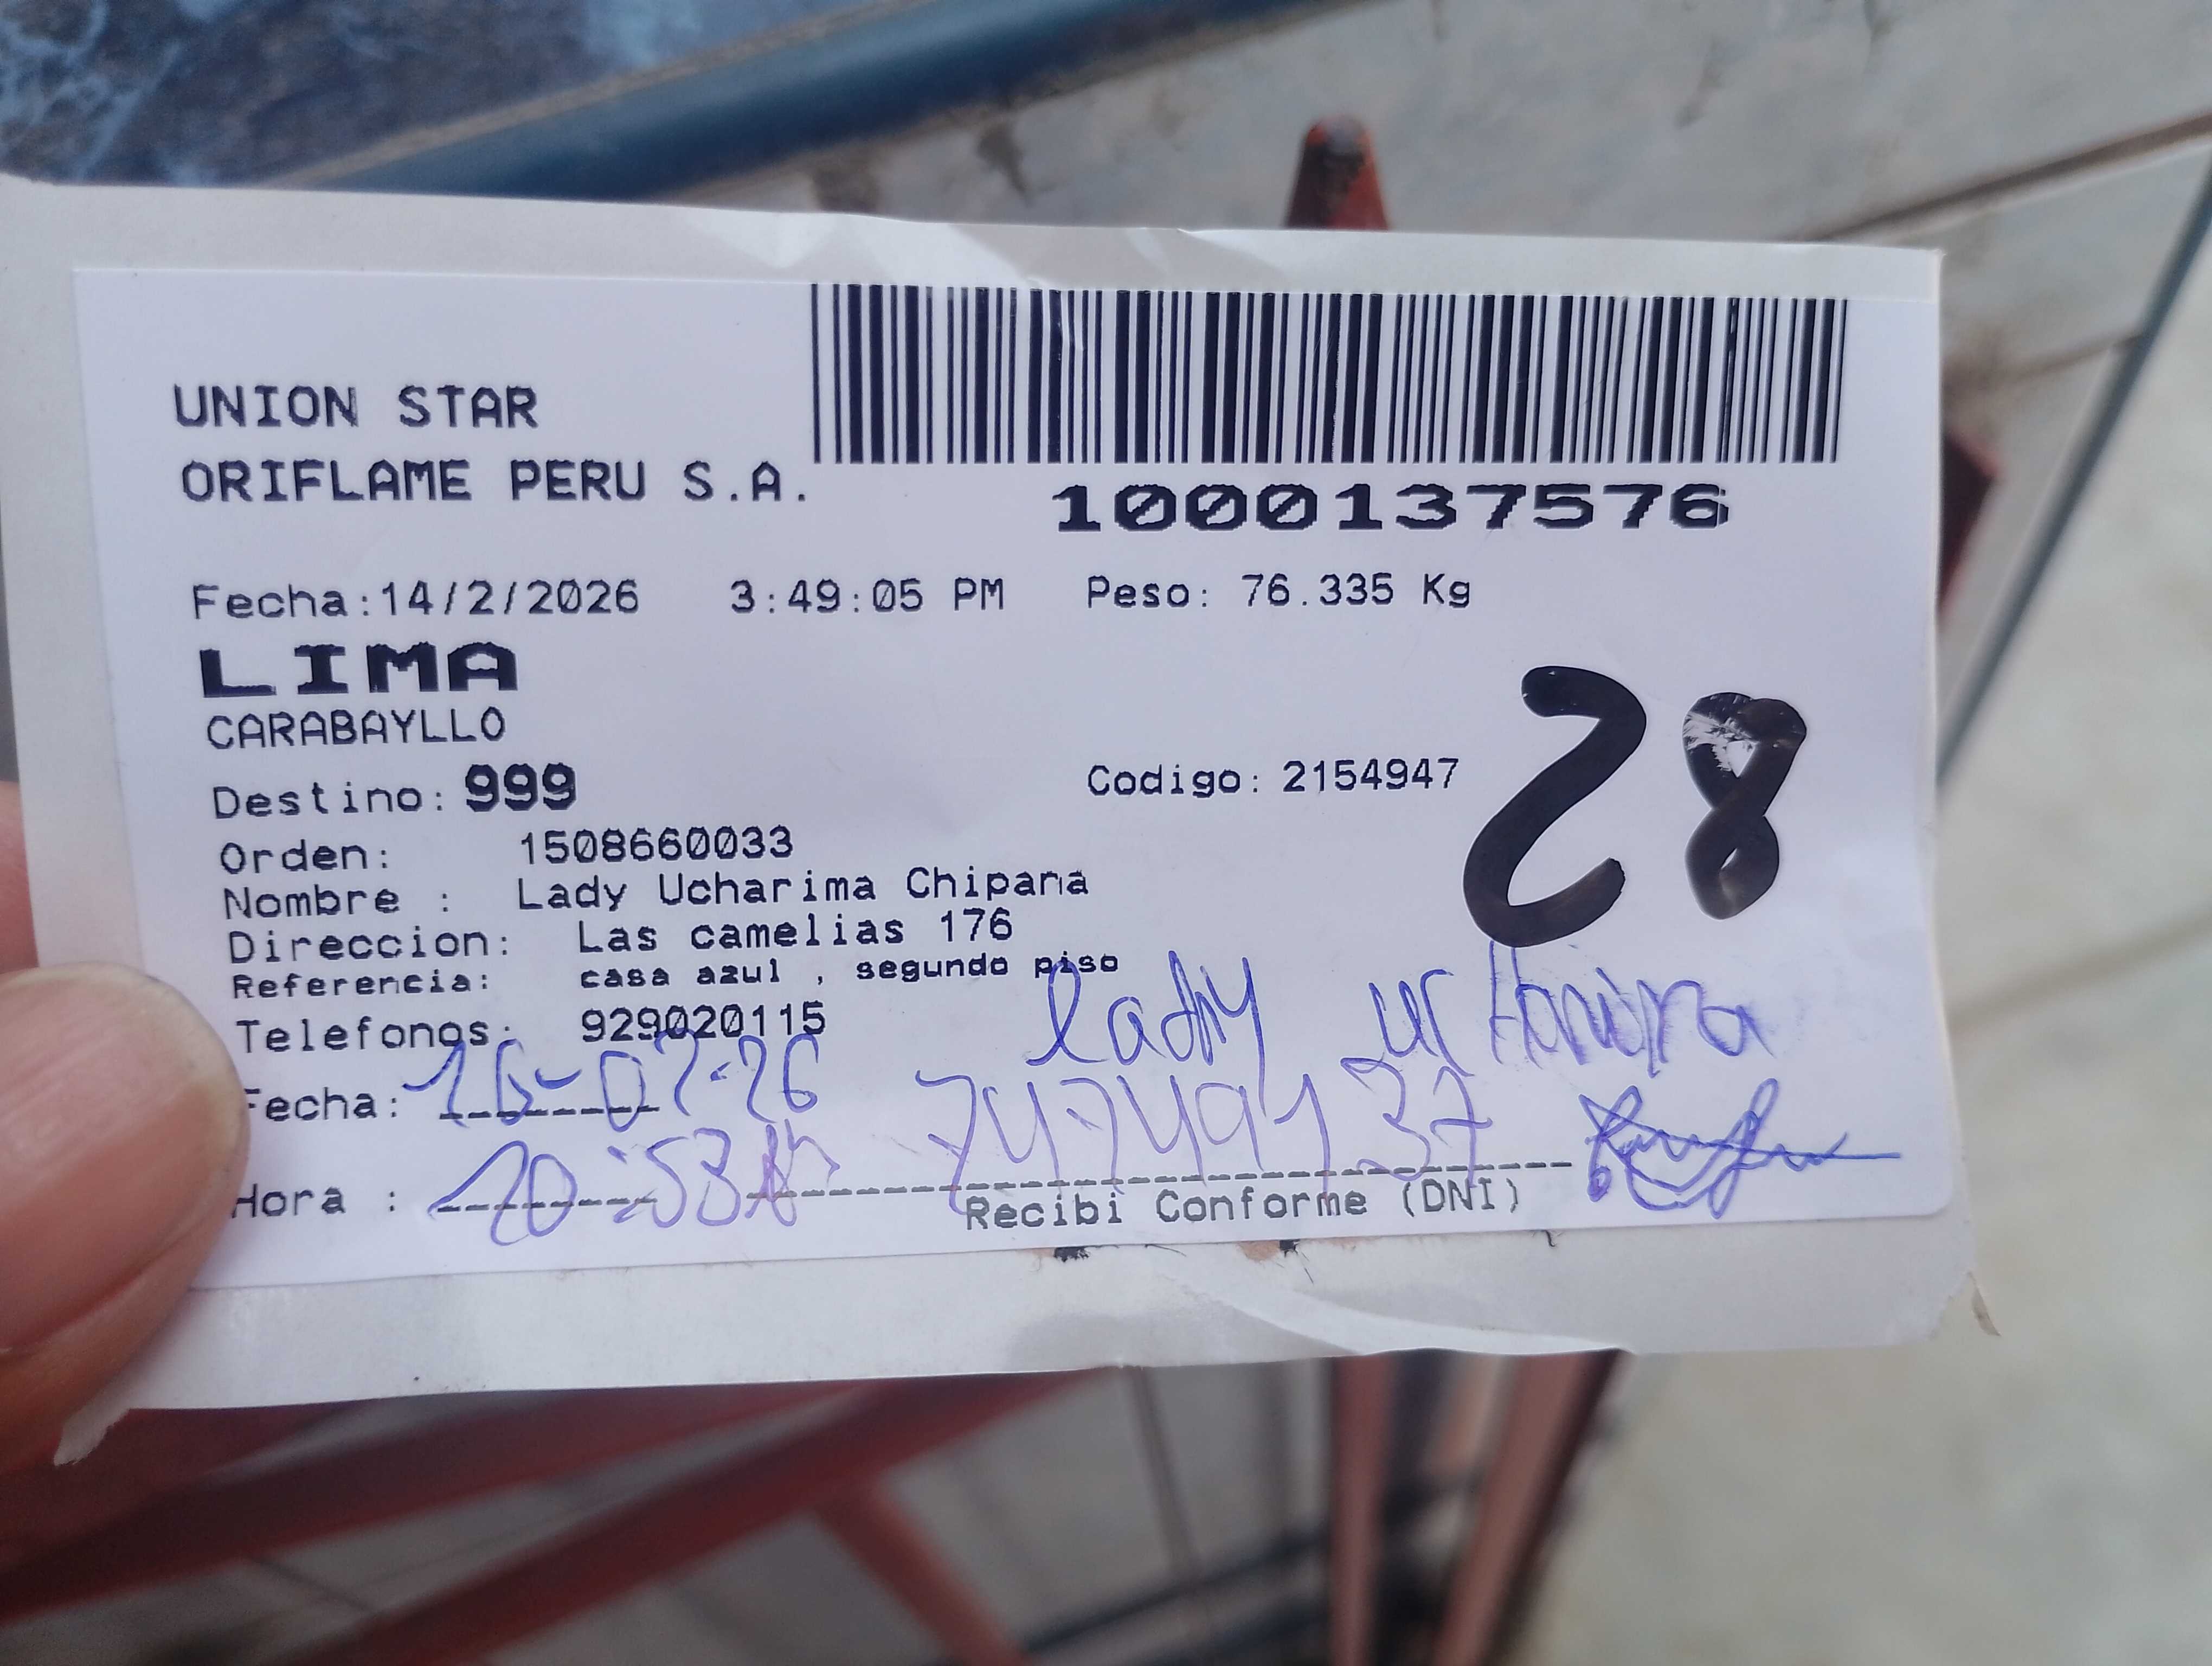 UNION STAR
ORIFLAME PERU S.A.
1000137576
Fecha:14/2/2026 3:49:05 PM Peso: 76.335 Kg
LIMA
CARABAYLLO
Destino: 999 Codigo: 2154947
28
Orden: 1508660033
Nombre : Lady Ucharima Chipana
Direccion: Las camelias 176
Referencia: casa azul , segundo piso
Telefonos: 929020115
lady
Fecha: 16-02-26
74749137
Hora : 10:53
Recibi Conforme (DNI)